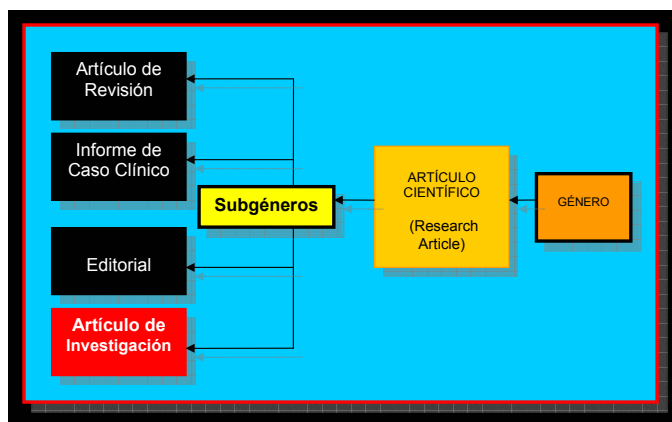 Artículo de
Revisión
Informe de
Caso Clínico
Subgéneros
Editorial
Artículo de
Investigación
ARTÍCULO
CIENTÍFICO
(Research
Article)
GÉNERO